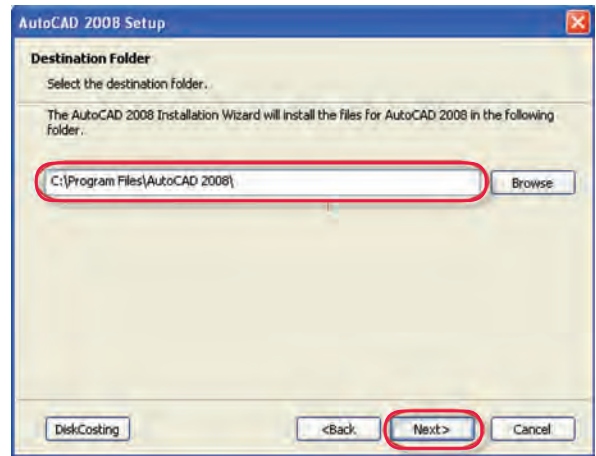 AutoCAD 2008 Setup
Destination Folder
Select the destination folder.
The AutoCAD 2008 Installation Wizard will install the files for AutoCAD 2008 in the following
folder.
C:\Program Files\AutoCAD 2008\
Browse
DiskCosting
<Back
Next>
Cancel